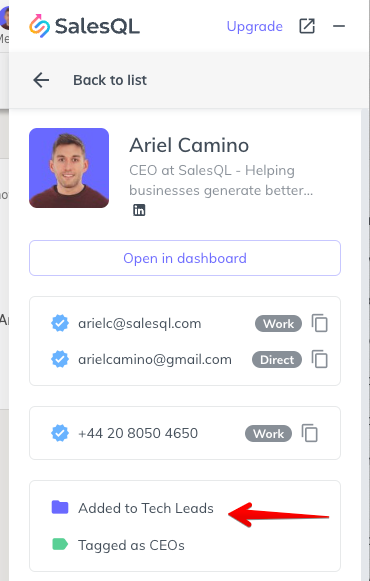 SalesQL
Upgrade
Back to list
Ariel Camino
CEO at SalesQL - Helping
businesses generate better...
in
Open in dashboard
arielc@salesql.com Work
arielcamino@gmail.com Direct
+44 20 8050 4650 Work
Added to Tech Leads
Tagged as CEOs